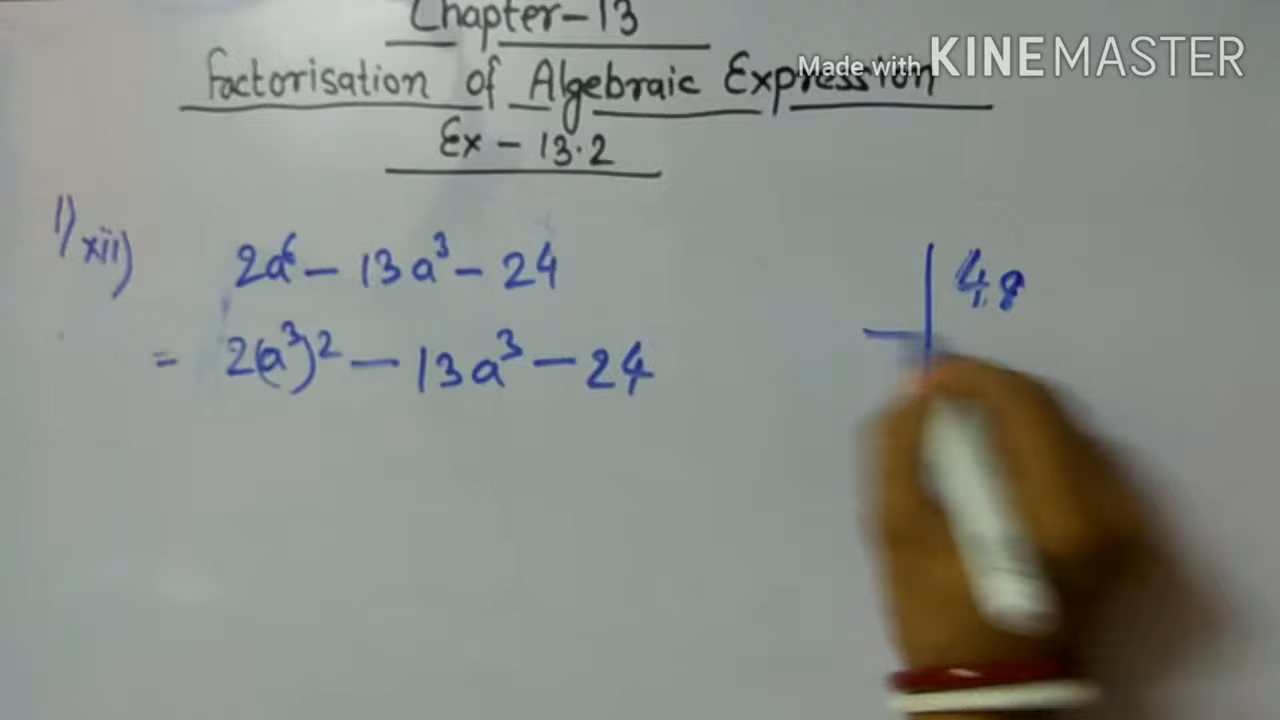 Chapter-13
Made with KINEMASTER
Factorisation of Algebraic Expression
Ex - 13.2
1) xii) 2a⁶ - 13a³ - 24
= 2(a³)² - 13a³ - 24
48